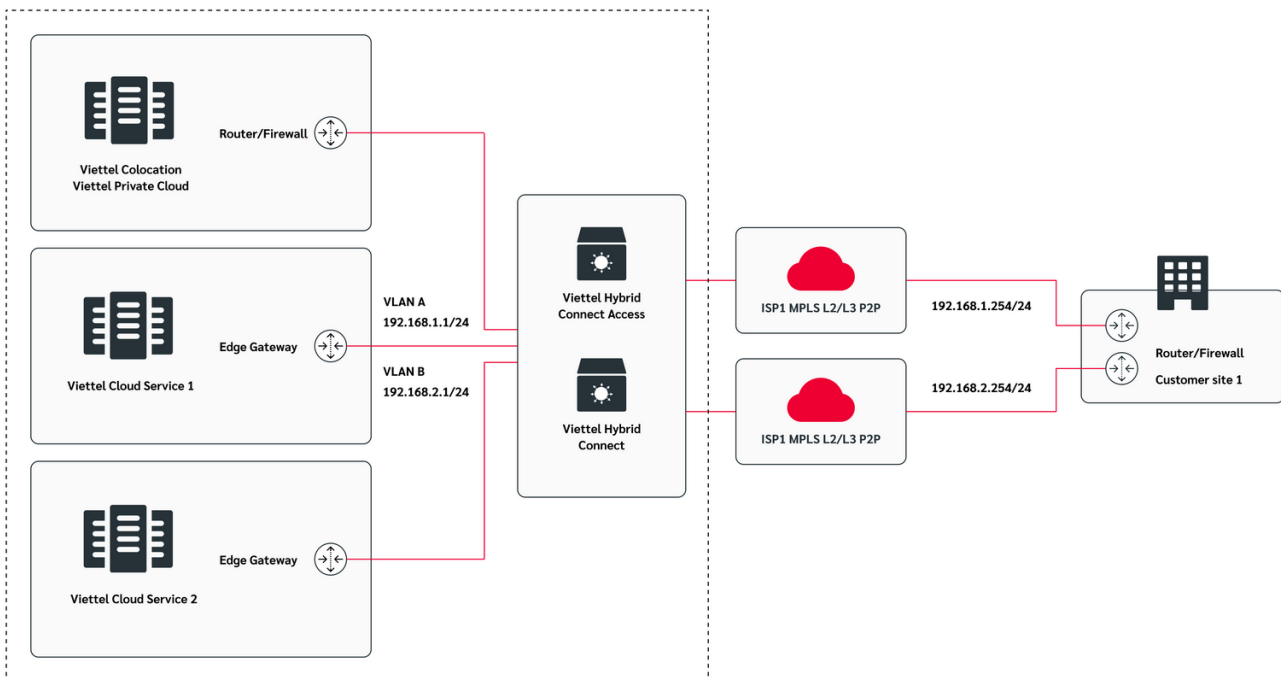 Router/Firewall
Viettel Colocation
Viettel Private Cloud
VLAN A
192.168.1.1/24
Edge Gateway
VLAN B
192.168.2.1/24
Viettel Cloud Service 1
Edge Gateway
Viettel Cloud Service 2
Viettel Hybrid
Connect Access
Viettel Hybrid
Connect
ISP1 MPLS L2/L3 P2P
192.168.1.254/24
ISP1 MPLS L2/L3 P2P
192.168.2.254/24
Router/Firewall
Customer site 1